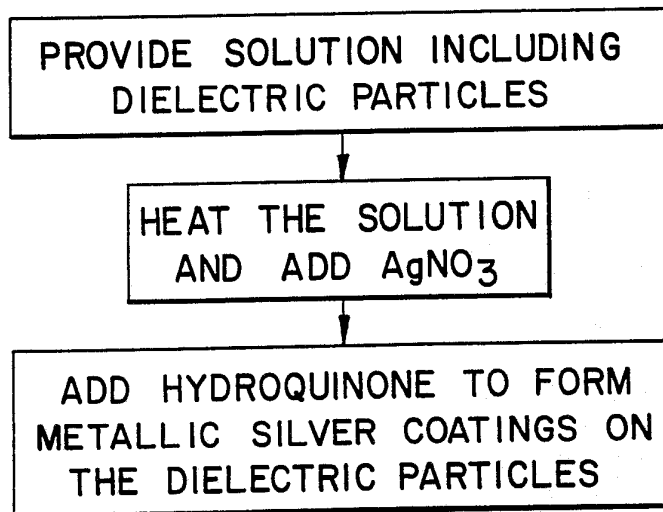 PROVIDE SOLUTION INCLUDING
DIELECTRIC PARTICLES
HEAT THE SOLUTION
AND ADD AgNO3
ADD HYDROQUINONE TO FORM
METALLIC SILVER COATINGS ON
THE DIELECTRIC PARTICLES